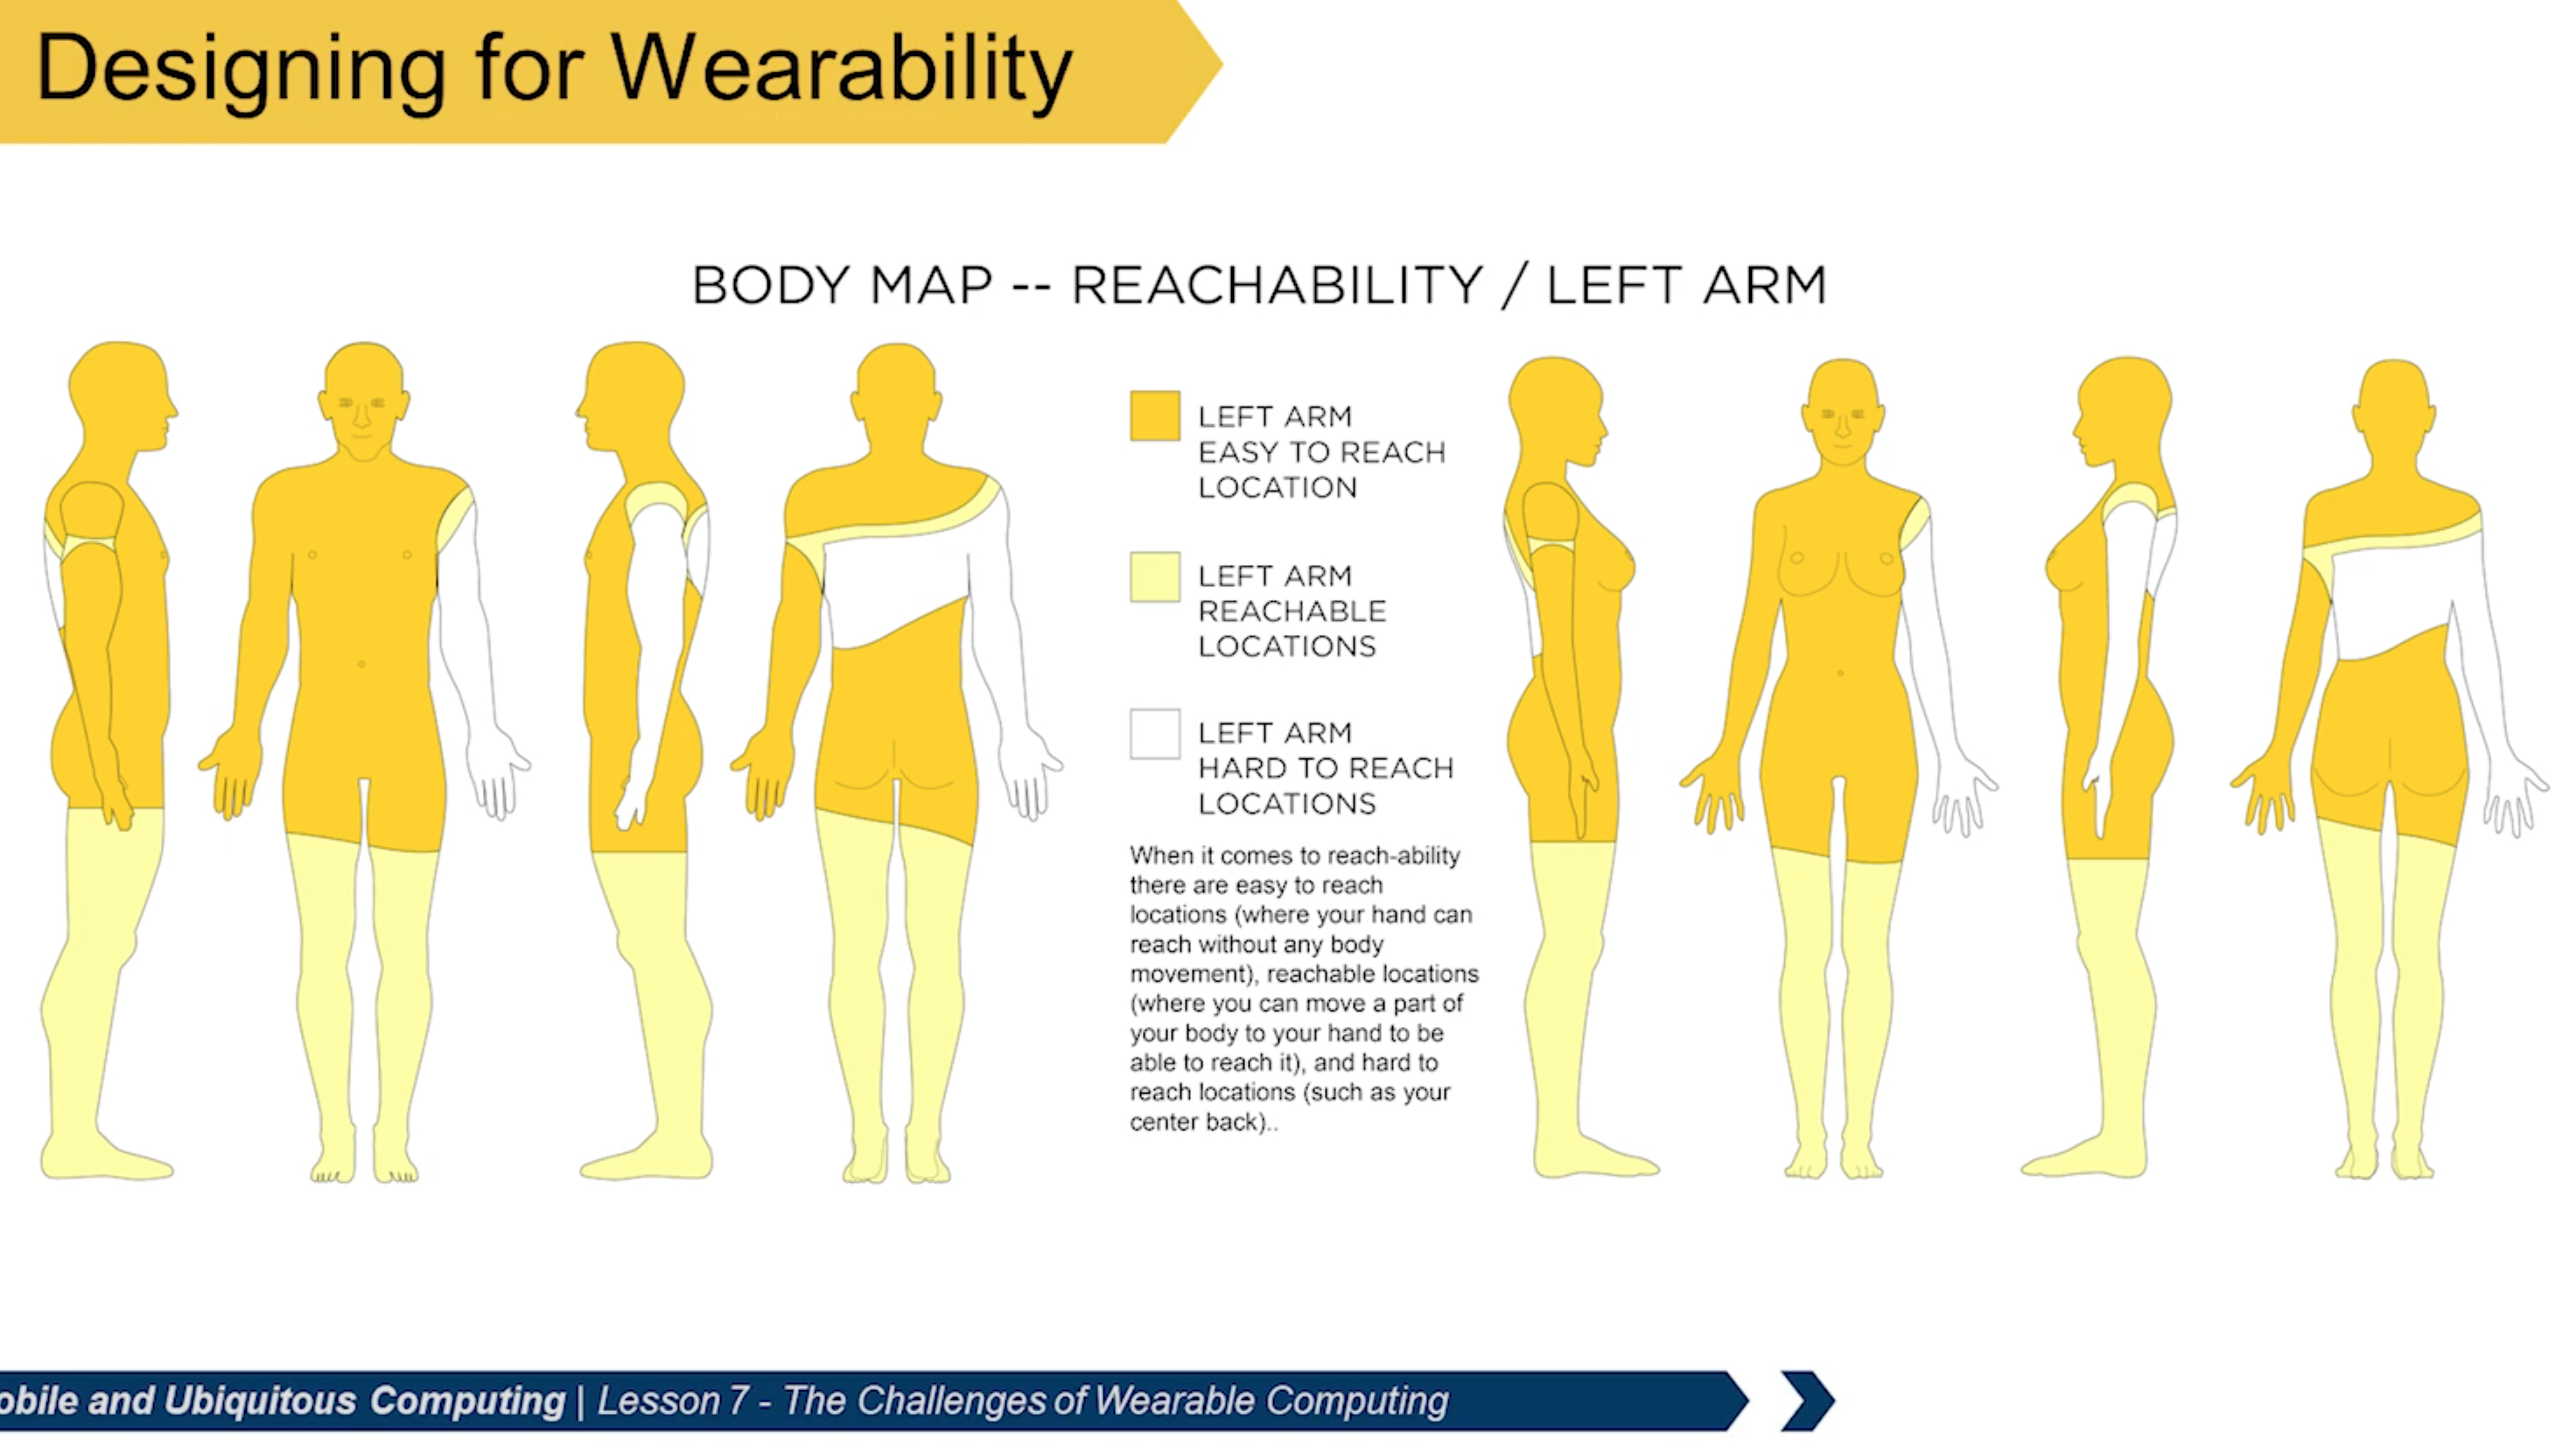 Designing for Wearability
BODY MAP -- REACHABILITY / LEFT ARM
LEFT ARM
EASY TO REACH
LOCATION
LEFT ARM
REACHABLE
LOCATIONS
LEFT ARM
HARD TO REACH
LOCATIONS
When it comes to reach-ability
there are easy to reach
locations (where your hand can
reach without any body
movement), reachable locations
(where you can move a part of
your body to your hand to be
able to reach it), and hard to
reach locations (such as your
center back)..
obile and Ubiquitous Computing | Lesson 7 - The Challenges of Wearable Computing